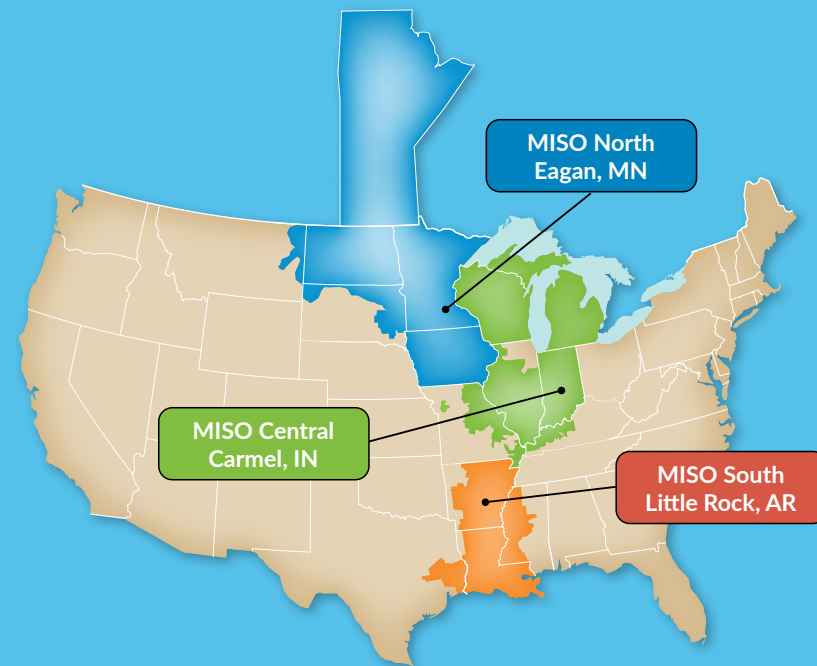 MISO North
Eagan, MN
MISO Central
Carmel, IN
MISO South
Little Rock, AR